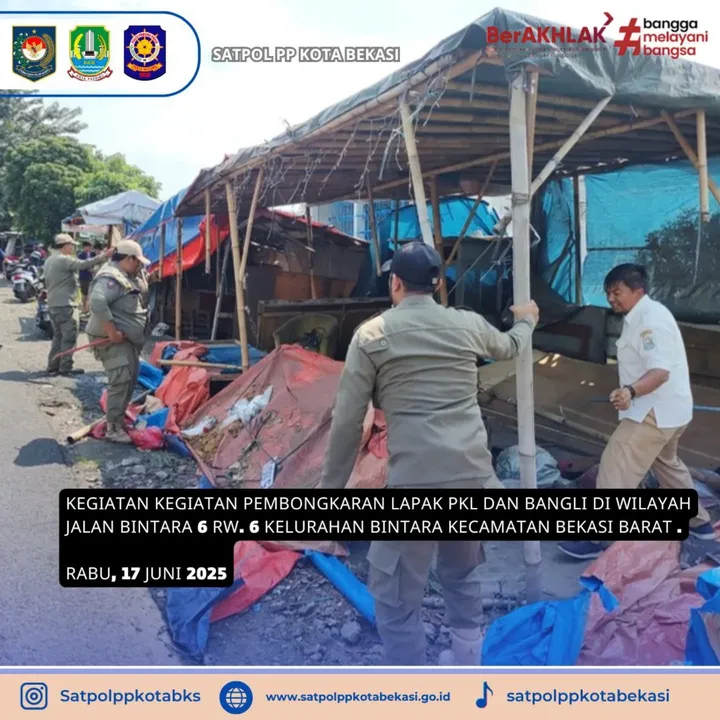 SATPOL PP KOTA BEKASI
BerAKHLAK
#bangga
melayani
bangsa
KEGIATAN KEGIATAN PEMBONGKARAN LAPAK PKL DAN BANGLI DI WILAYAH
JALAN BINTARA 6 RW. 6 KELURAHAN BINTARA KECAMATAN BEKASI BARAT .
RABU, 17 JUNI 2025
Satpolppkotabks
www.satpolppkotabekasi.go.id
satpolppkotabekasi